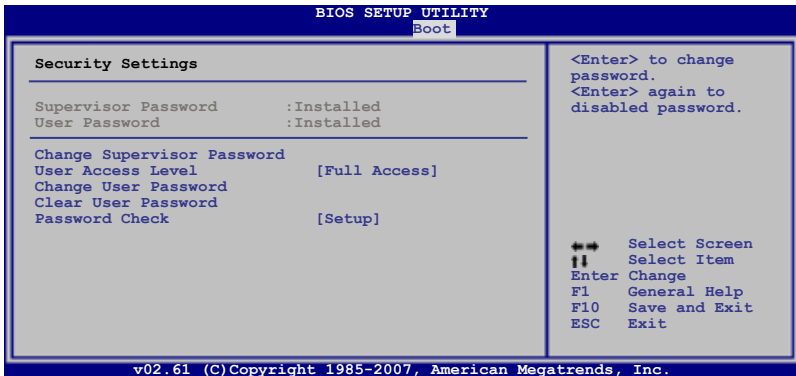 BIOS SETUP UTILITY
Boot
Security Settings
Supervisor Password :Installed
User Password :Installed
Change Supervisor Password
User Access Level [Full Access]
Change User Password
Clear User Password
Password Check [Setup]
<Enter> to change
password.
<Enter> again to
disabled password.
←→ Select Screen
↑↓ Select Item
Enter Change
F1 General Help
F10 Save and Exit
ESC Exit
v02.61 (C)Copyright 1985-2007, American Megatrends, Inc.